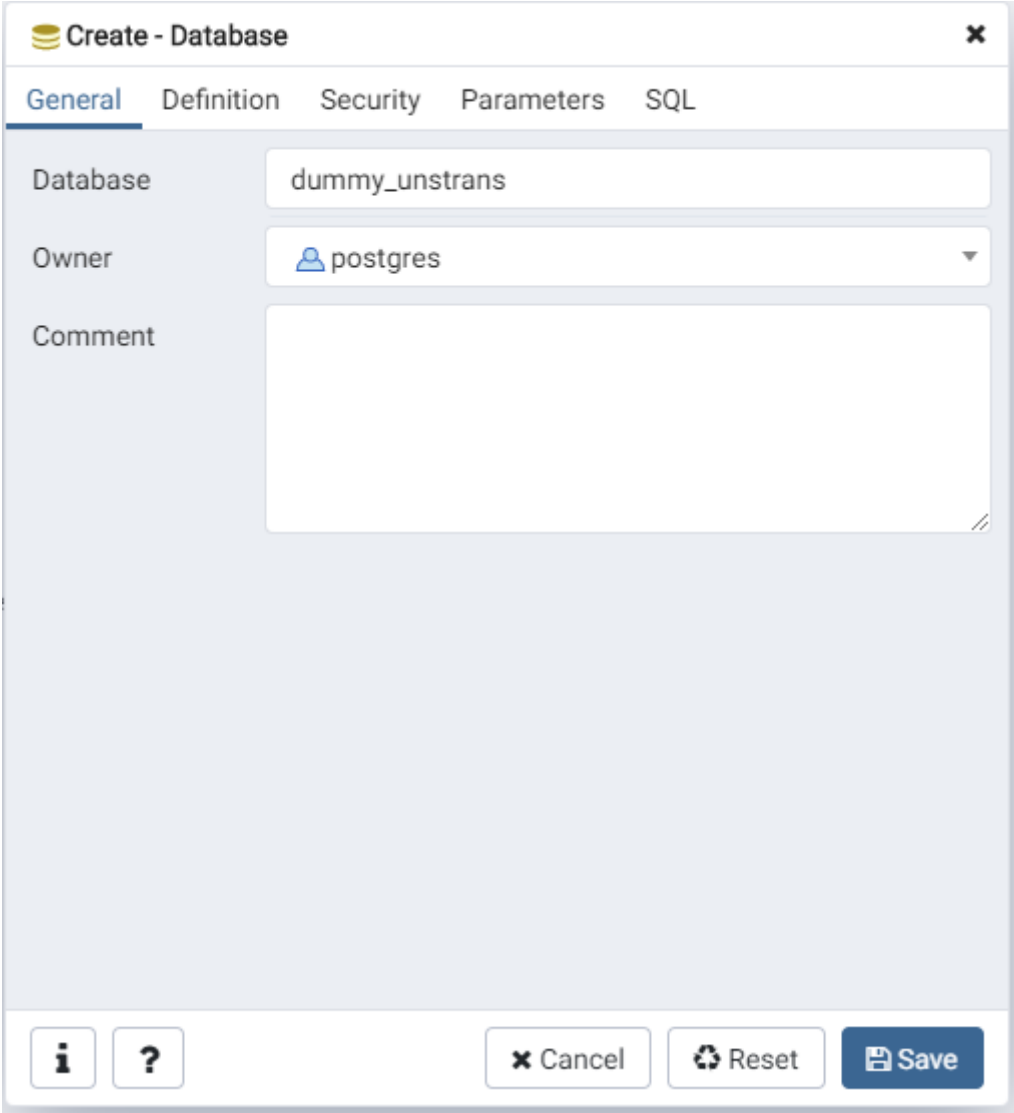 Create - Database
General Definition Security Parameters SQL
Database dummy_unstrans
Owner postgres
Comment
i ? Cancel Reset Save